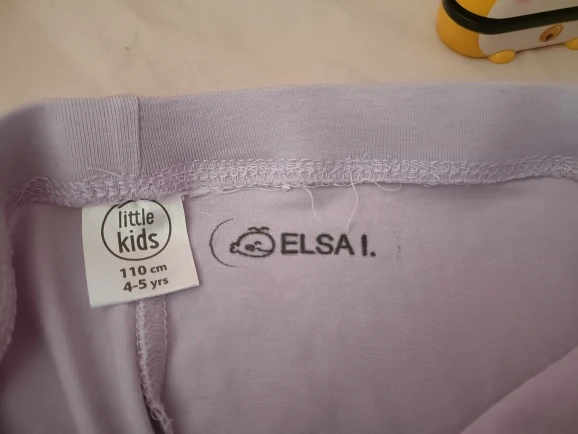 little
kids
110 cm
4-5 yrs
ELSA I.